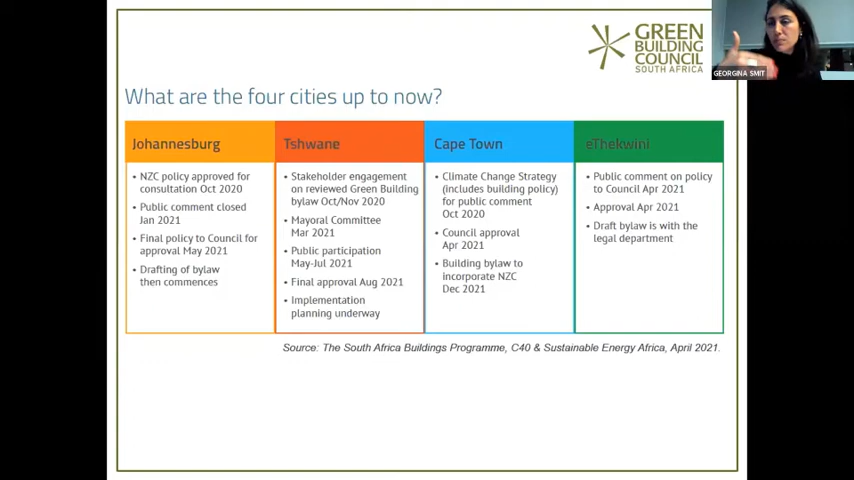 GREEN
BUILDING
COUNCIL
SOUTH AFRICA
GEORGINA SMIT
What are the four cities up to now?
Johannesburg
• NZC policy approved for
consultation Oct 2020
• Public comment closed
Jan 2021
• Final policy to Council for
approval May 2021
• Drafting of bylaw
then commences
Tshwane
• Stakeholder engagement
on reviewed Green Building
bylaw Oct/Nov 2020
• Mayoral Committee
Mar 2021
• Public participation
May-Jul 2021
• Final approval Aug 2021
• Implementation
planning underway
Cape Town
• Climate Change Strategy
(includes building policy)
for public comment
Oct 2020
• Council approval
Apr 2021
• Building bylaw to
incorporate NZC
Dec 2021
eThekwini
• Public comment on policy
to Council Apr 2021
• Approval Apr 2021
• Draft bylaw is with the
legal department
Source: The South Africa Buildings Programme, C40 & Sustainable Energy Africa, April 2021.